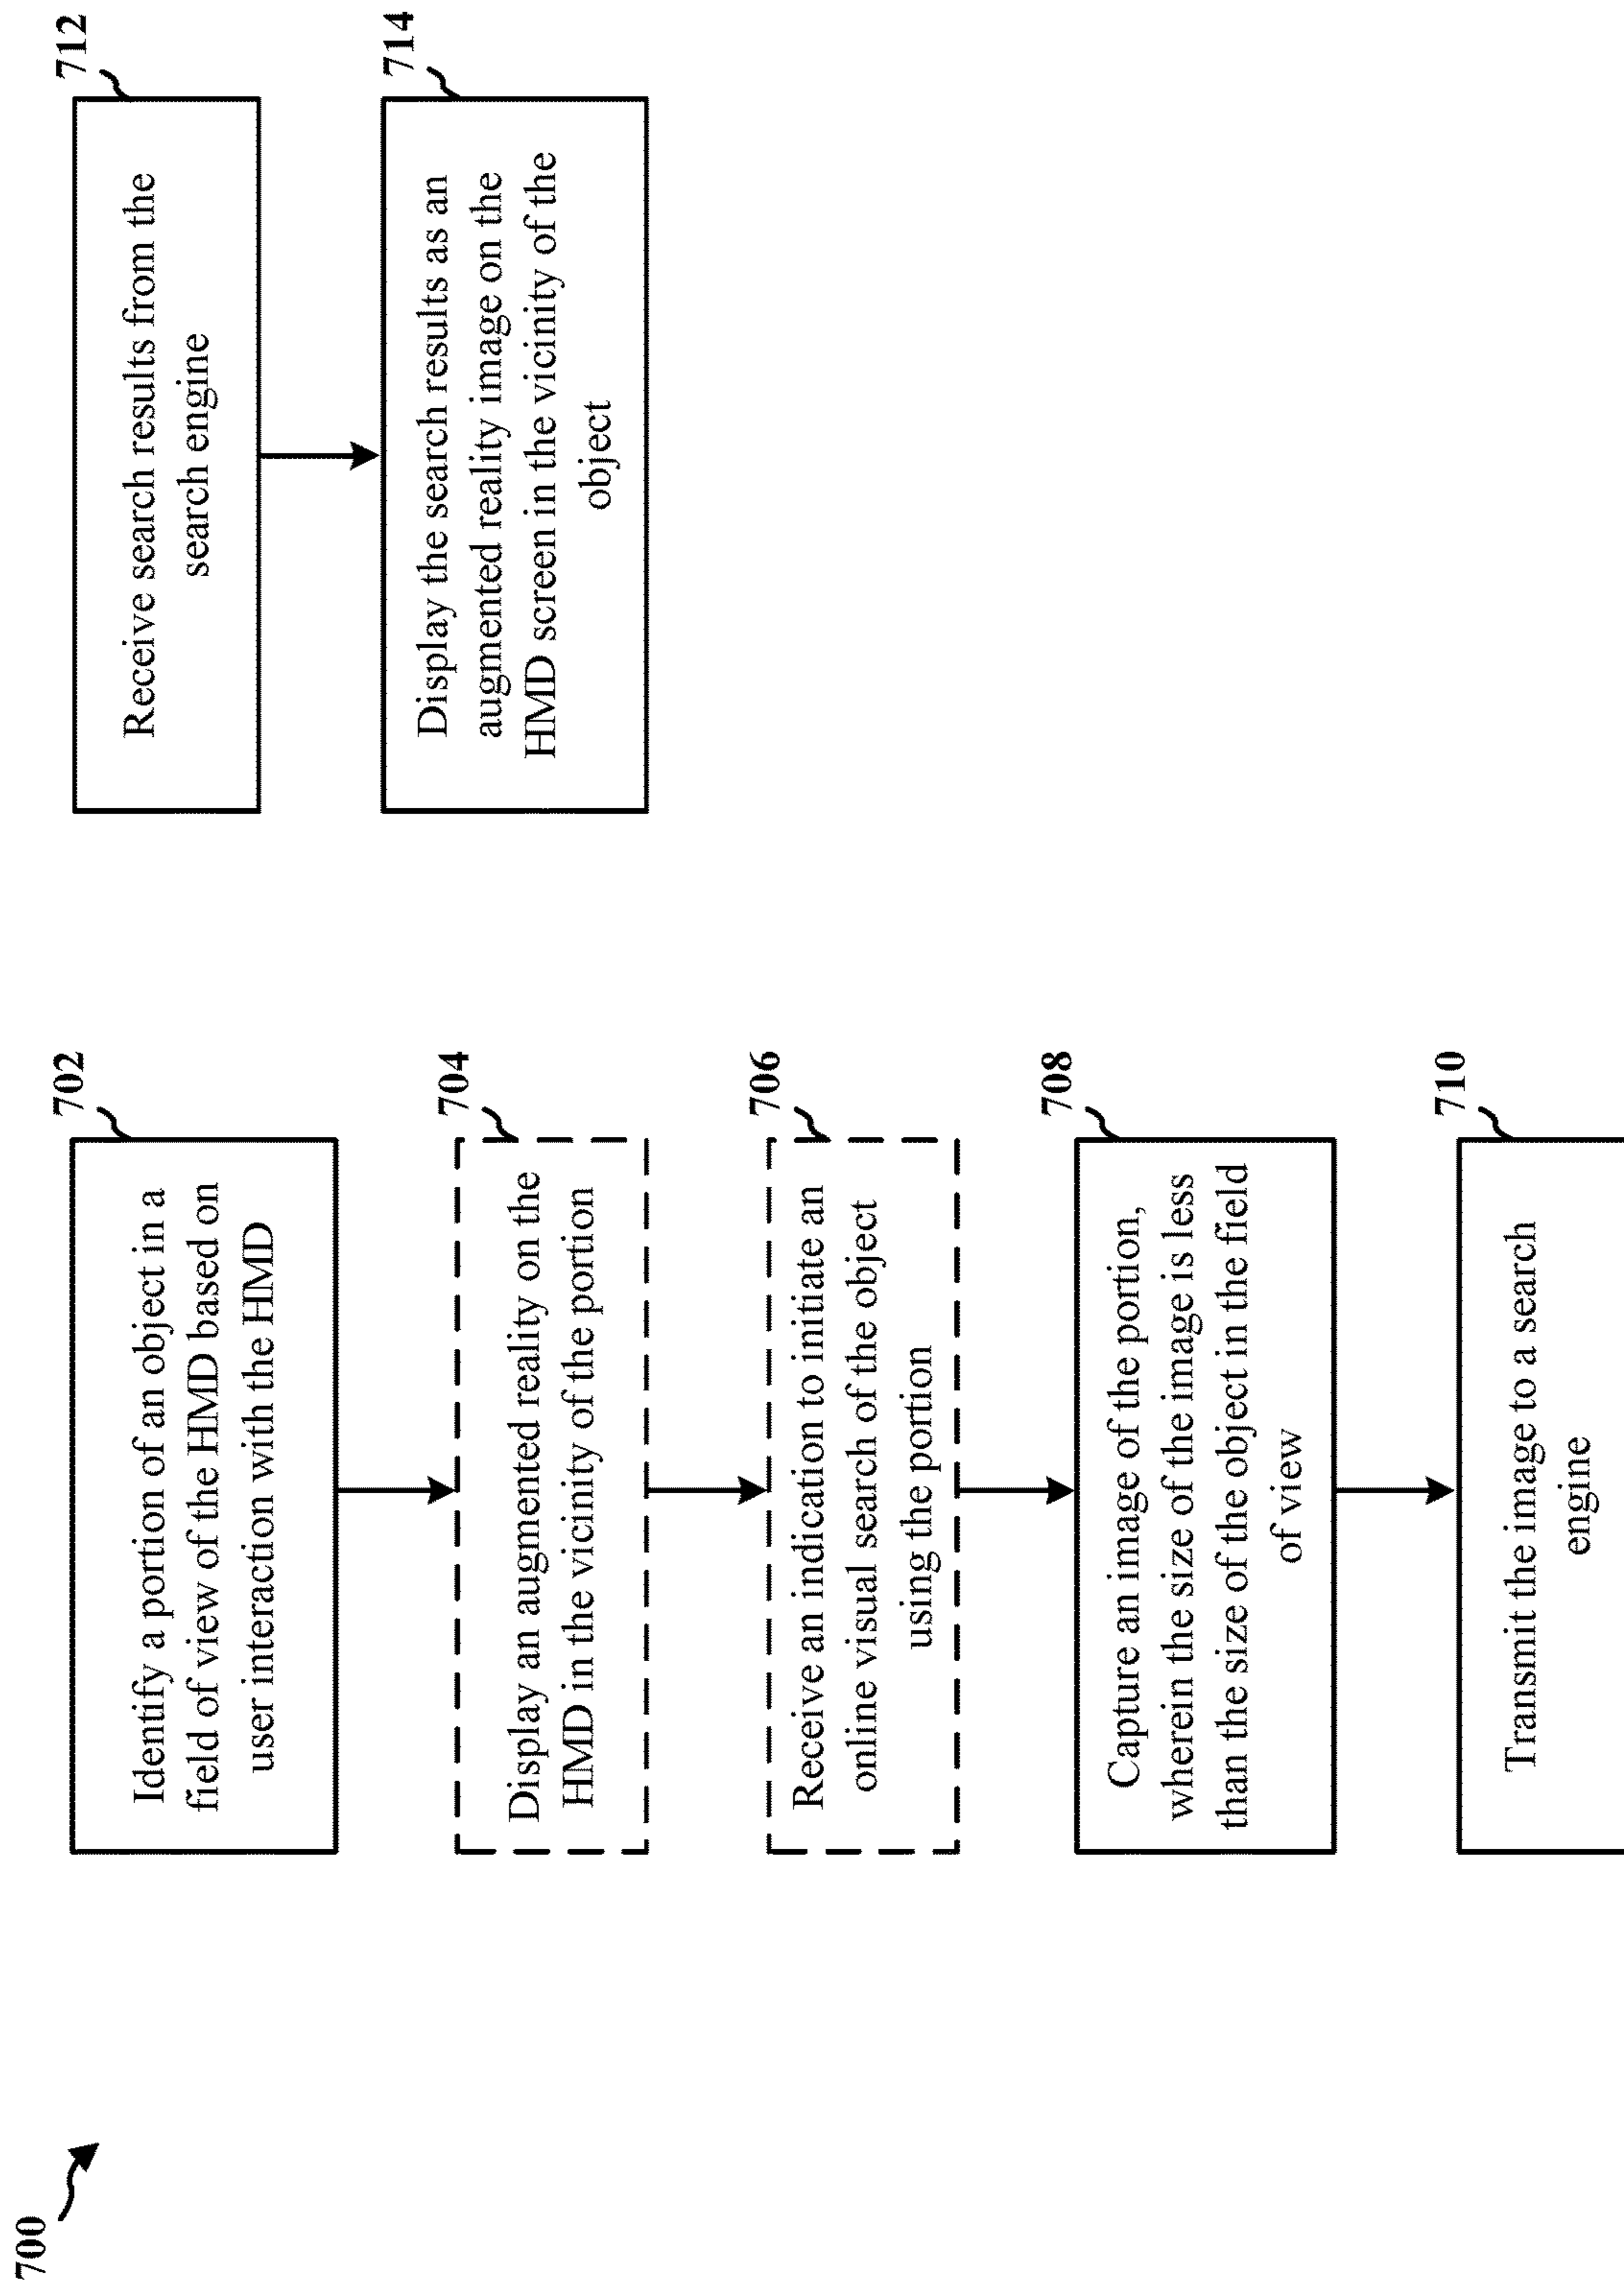 700
702
Identify a portion of an object in a
field of view of the HMD based on
user interaction with the HMD
704
Display an augmented reality on the
HMD in the vicinity of the portion
706
Receive an indication to initiate an
online visual search of the object
using the portion
708
Capture an image of the portion,
wherein the size of the image is less
than the size of the object in the field
of view
710
Transmit the image to a search
engine
712
Receive search results from the
search engine
714
Display the search results as an
augmented reality image on the
HMD screen in the vicinity of the
object